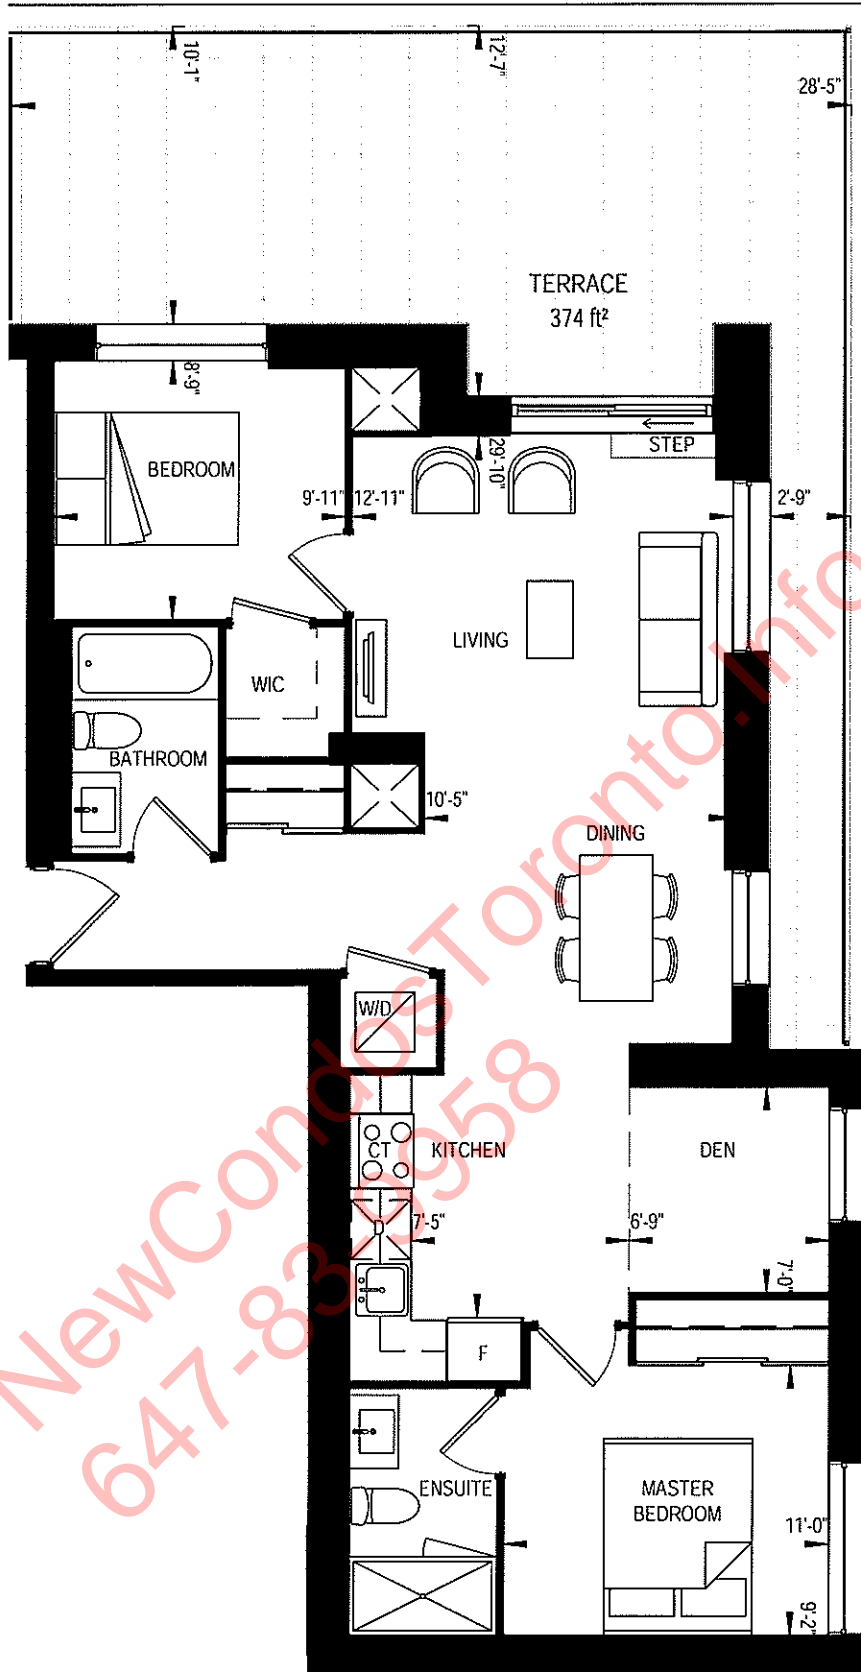 10'-1"
12'-7"
28'-5"
TERRACE
374 ft²
8'-9"
29'-10"
STEP
BEDROOM
9'-11"
12'-11"
2'-9"
LIVING
WIC
BATHROOM
10'-5"
DINING
W/D
CT
KITCHEN
DEN
D
7'-5"
6'-9"
7'-0"
F
ENSUITE
MASTER
BEDROOM
11'-0"
9'-2"
NewCondosToronto.Info
647-83-9958